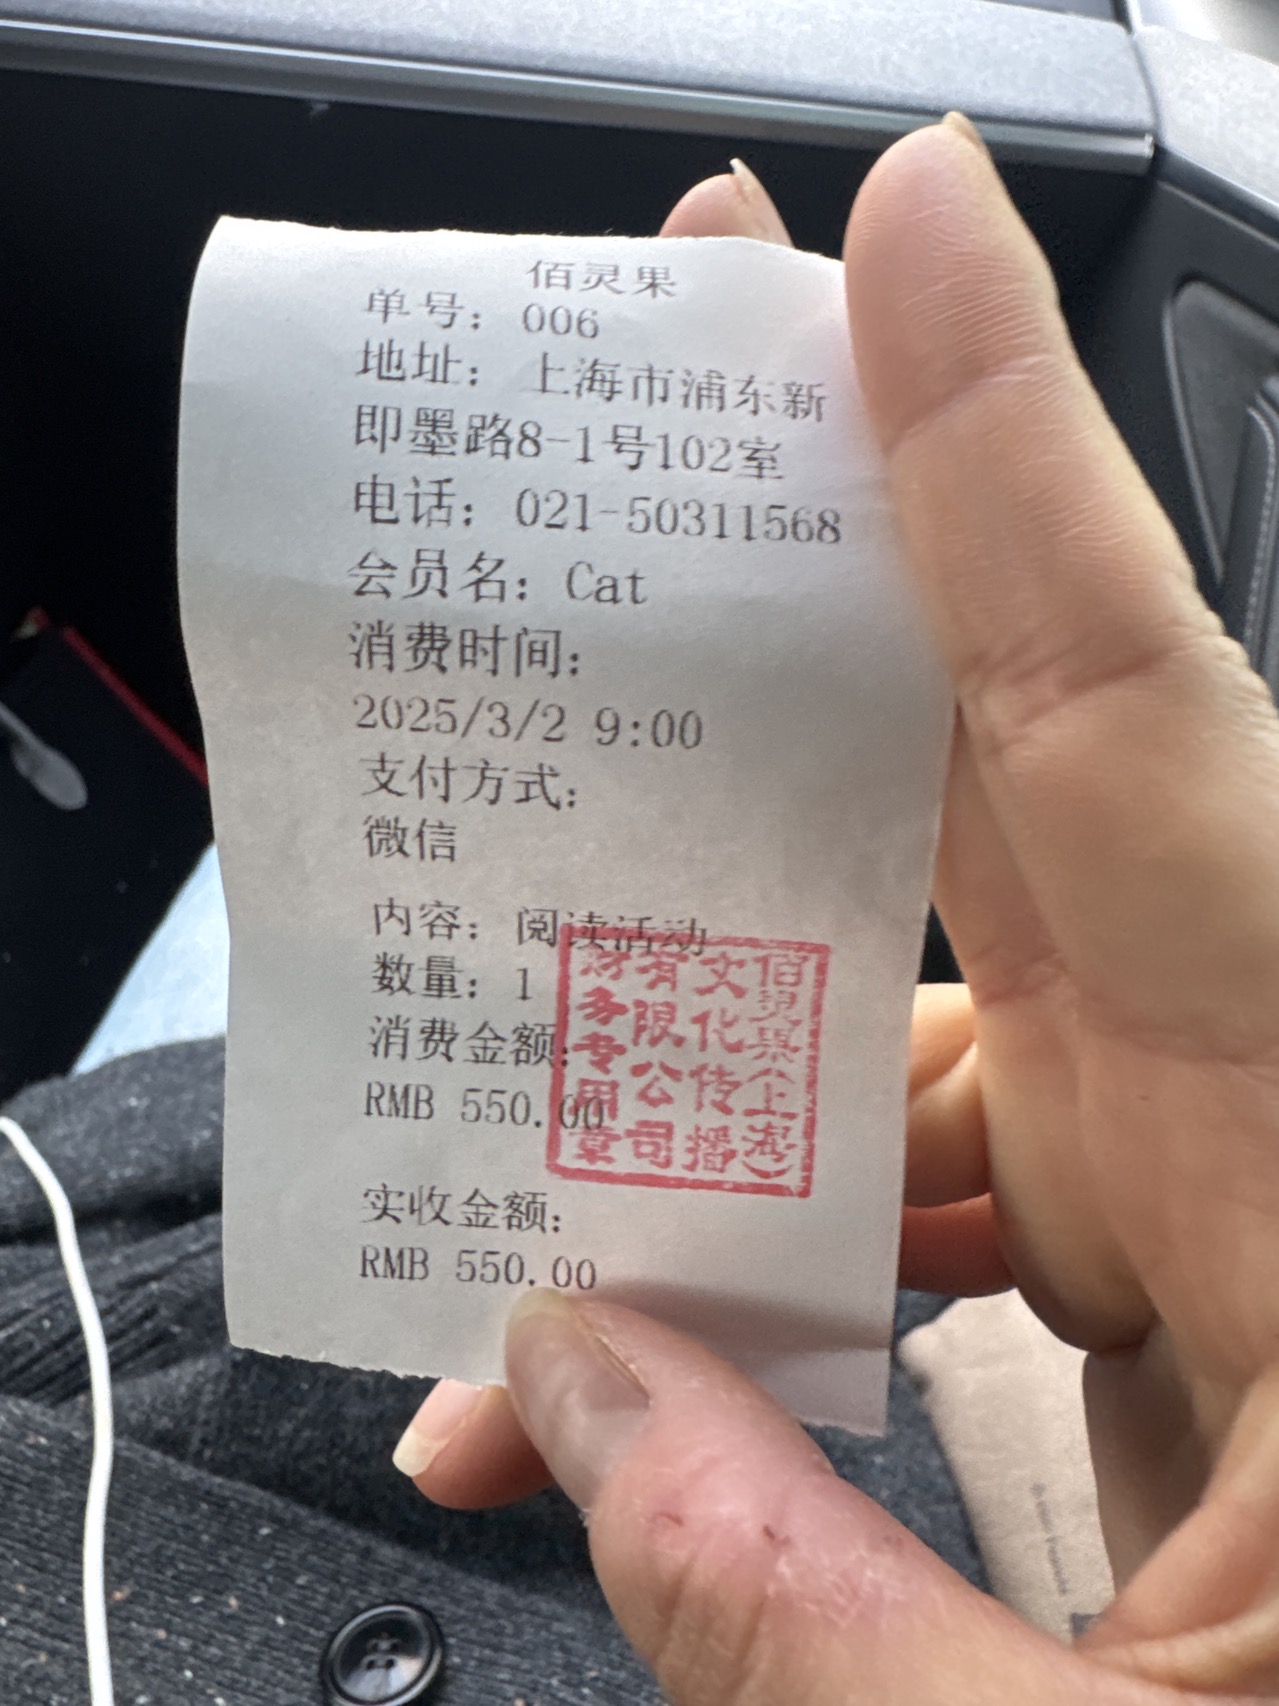 佰灵果
单号：006
地址：上海市浦东新
即墨路8-1号102室
电话：021-50311568
会员名：Cat
消费时间：
2025/3/2 9:00
支付方式：
微信
内容：阅读活动
数量：1
消费金额：
RMB 550.00
实收金额：
RMB 550.00
佰灵果（上海）
文化传播
有限公司
财务专用章